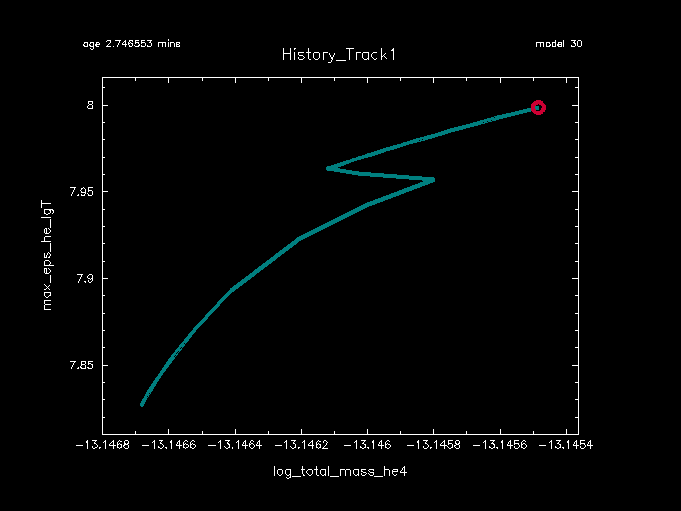 age 2.746553 mins
model 30
History_Track1
8
7.95
7.9
7.85
max_eps_he_lgT
-13.1468 -13.1466 -13.1464 -13.1462 -13.146 -13.1458 -13.1456 -13.1454
log_total_mass_he4